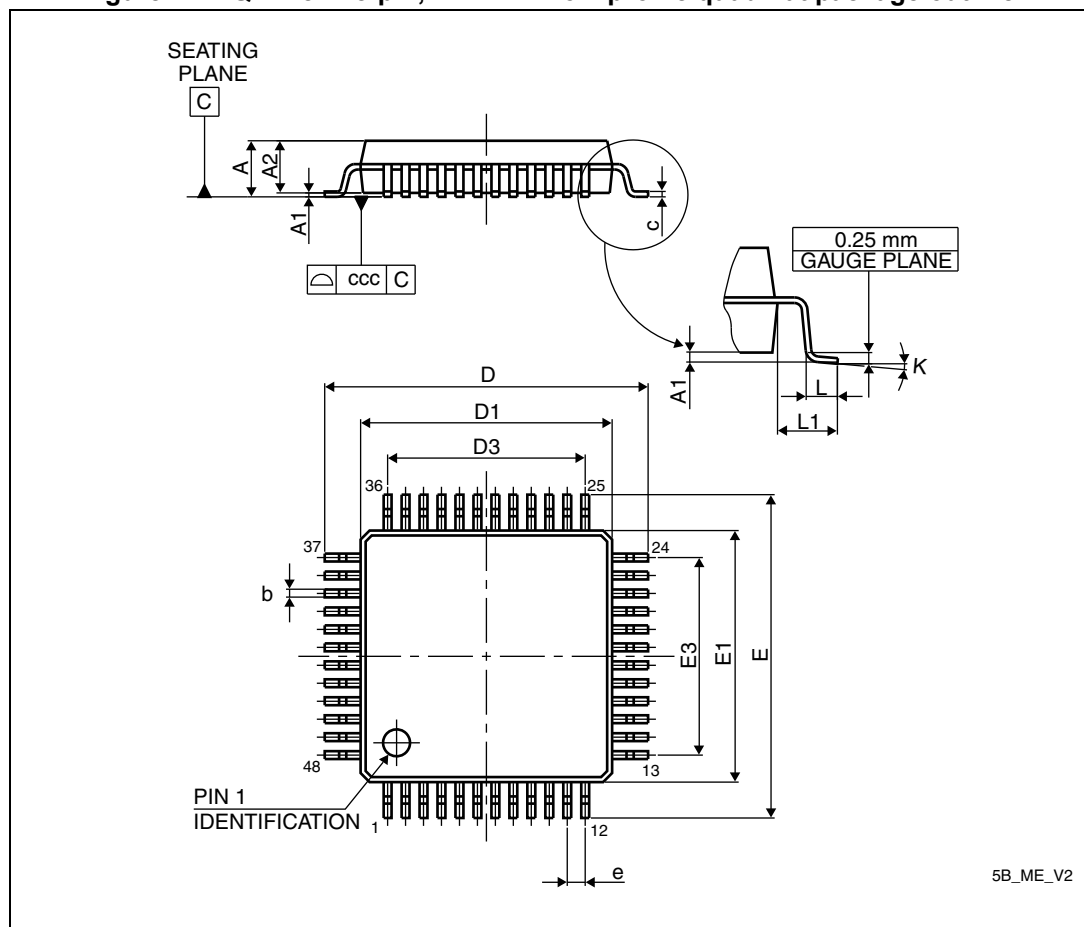 SEATING
PLANE
C
A
A2
A1
c
ccc C
0.25 mm
GAUGE PLANE
A1
K
L
L1
D
D1
D3
36
25
37
24
b
E3
E1
E
48
13
PIN 1
IDENTIFICATION
1
12
e
5B_ME_V2